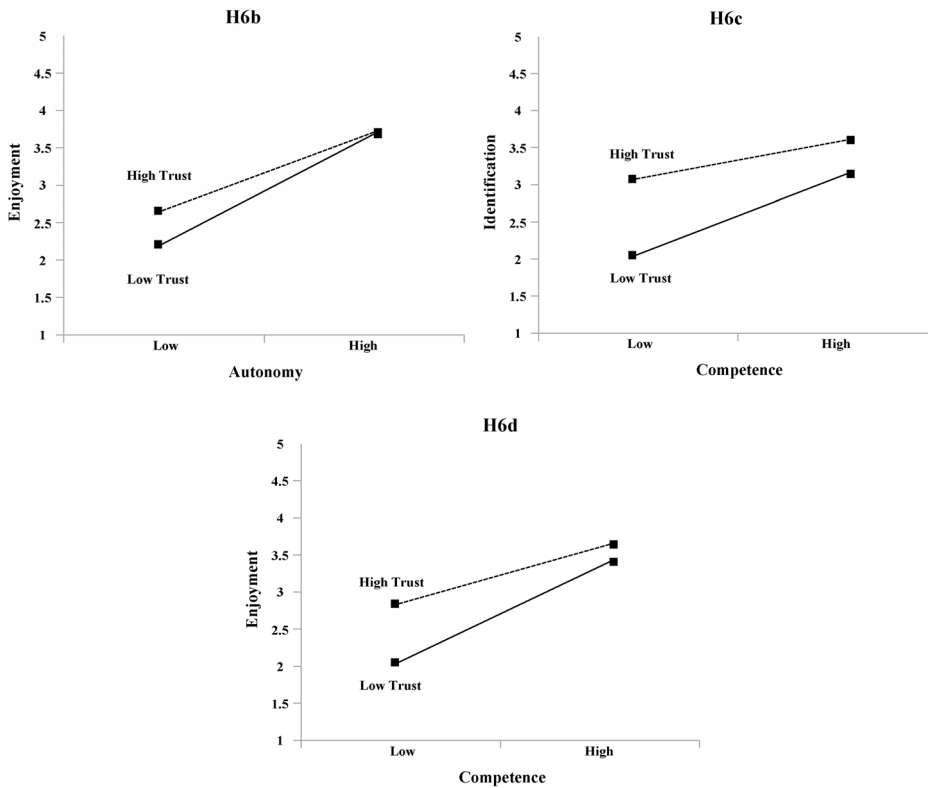 H6b
5
4.5
4
3.5
3
2.5
2
1.5
1
Enjoyment
High Trust
Low Trust
Low High
Autonomy
H6c
5
4.5
4
3.5
3
2.5
2
1.5
1
Identification
High Trust
Low Trust
Low High
Competence
H6d
5
4.5
4
3.5
3
2.5
2
1.5
1
Enjoyment
High Trust
Low Trust
Low High
Competence